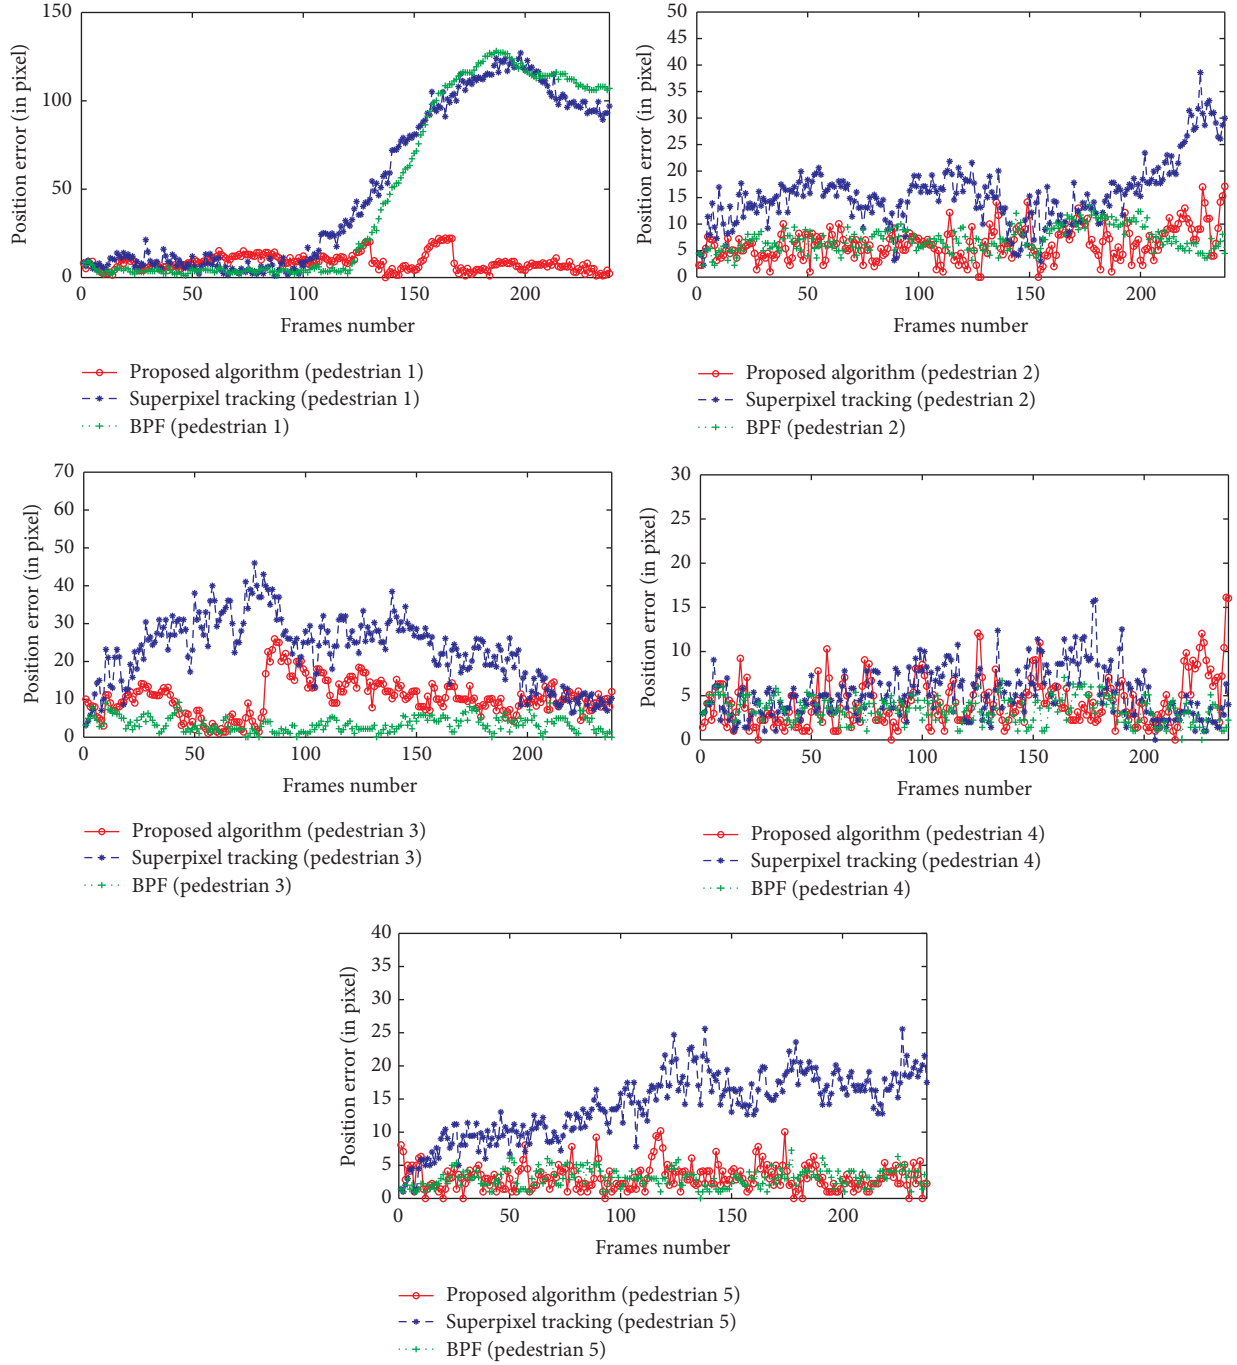 150
100
50
0
Position error (in pixel)
0
50
100
150
200
Frames number
Proposed algorithm (pedestrian 1)
Superpixel tracking (pedestrian 1)
BPF (pedestrian 1)
50
45
40
35
30
25
20
15
10
5
0
Position error (in pixel)
0
50
100
150
200
Frames number
Proposed algorithm (pedestrian 2)
Superpixel tracking (pedestrian 2)
BPF (pedestrian 2)
70
60
50
40
30
20
10
0
Position error (in pixel)
0
50
100
150
200
Frames number
Proposed algorithm (pedestrian 3)
Superpixel tracking (pedestrian 3)
BPF (pedestrian 3)
30
25
20
15
10
5
0
Position error (in pixel)
0
50
100
150
200
Frames number
Proposed algorithm (pedestrian 4)
Superpixel tracking (pedestrian 4)
BPF (pedestrian 4)
40
35
30
25
20
15
10
5
0
Position error (in pixel)
0
50
100
150
200
Frames number
Proposed algorithm (pedestrian 5)
Superpixel tracking (pedestrian 5)
BPF (pedestrian 5)